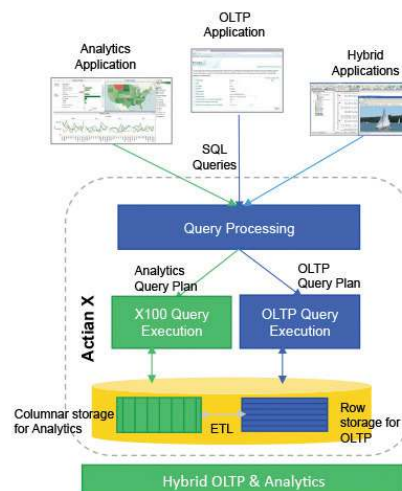 OLTP
Application
Analytics
Application
Hybrid
Applications
SQL
Queries
Query Processing
Analytics
Query Plan
OLTP
Query Plan
Actian X
X100 Query
Execution
OLTP Query
Execution
Columnar storage
for Analytics
ETL
Row
storage for
OLTP
Hybrid OLTP & Analytics